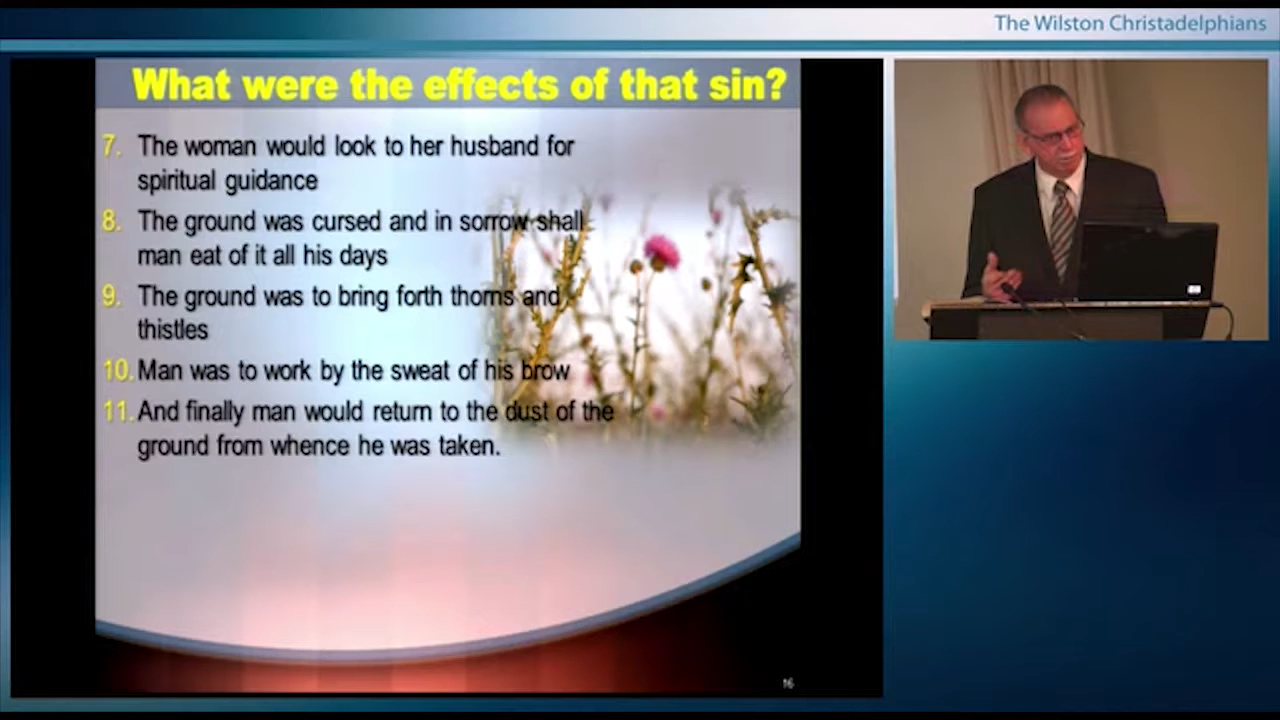 The Wilston Christadelphians
What were the effects of that sin?
7. The woman would look to her husband for
spiritual guidance
8. The ground was cursed and in sorrow shall
man eat of it all his days
9. The ground was to bring forth thorns and
thistles
10. Man was to work by the sweat of his brow
11. And finally man would return to the dust of the
ground from whence he was taken.
16